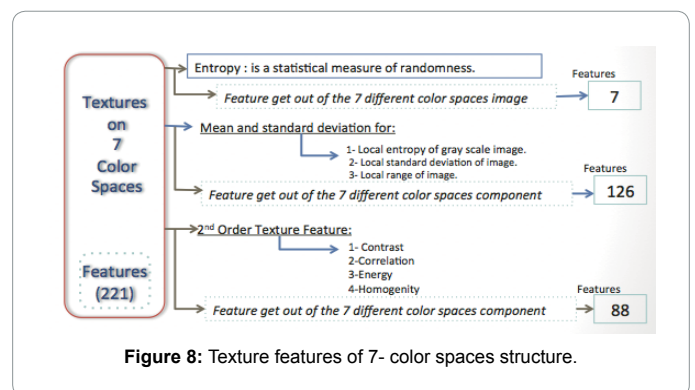 Textures
on
7
Color
Spaces
Features
(221)
Entropy : is a statistical measure of randomness.
Features
Feature get out of the 7 different color spaces image
7
Mean and standard deviation for:
1- Local entropy of gray scale image.
2- Local standard deviation of image.
3- Local range of image.
Features
Feature get out of the 7 different color spaces component
126
2nd Order Texture Feature:
1- Contrast
2-Correlation
3-Energy
4-Homogenity
Features
Feature get out of the 7 different color spaces component
88
Figure 8: Texture features of 7- color spaces structure.